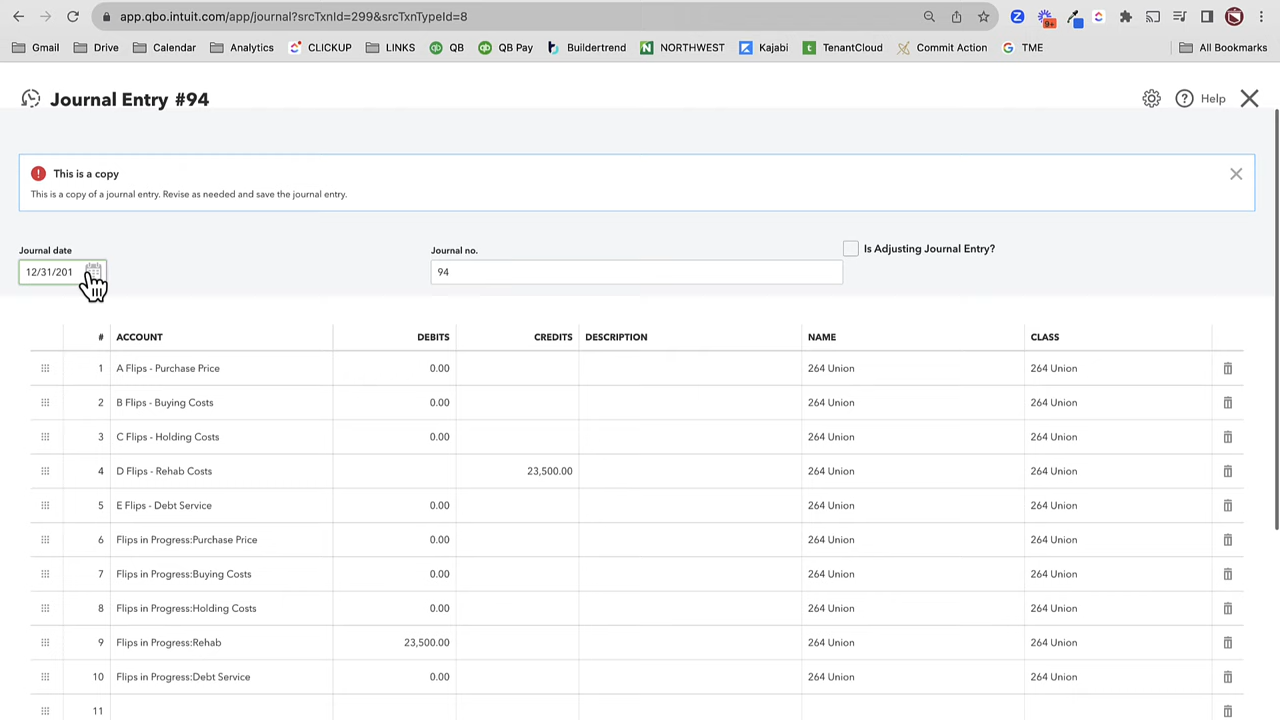 app.qbo.intuit.com/app/journal?srcTxnId=299&srcTxnTypeId=8
9+
Gmail Drive Calendar Analytics CLICKUP LINKS QB QB Pay Buildertrend NORTHWEST Kajabi TenantCloud Commit Action TME All Bookmarks
Journal Entry #94
Help
This is a copy
This is a copy of a journal entry. Revise as needed and save the journal entry.
Journal date
Journal no.
Is Adjusting Journal Entry?
12/31/201
94
# ACCOUNT DEBITS CREDITS DESCRIPTION NAME CLASS
1 A Flips - Purchase Price 0.00 264 Union 264 Union
2 B Flips - Buying Costs 0.00 264 Union 264 Union
3 C Flips - Holding Costs 0.00 264 Union 264 Union
4 D Flips - Rehab Costs 23,500.00 264 Union 264 Union
5 E Flips - Debt Service 0.00 264 Union 264 Union
6 Flips in Progress:Purchase Price 0.00 264 Union 264 Union
7 Flips in Progress:Buying Costs 0.00 264 Union 264 Union
8 Flips in Progress:Holding Costs 0.00 264 Union 264 Union
9 Flips in Progress:Rehab 23,500.00 264 Union 264 Union
10 Flips in Progress:Debt Service 0.00 264 Union 264 Union
11